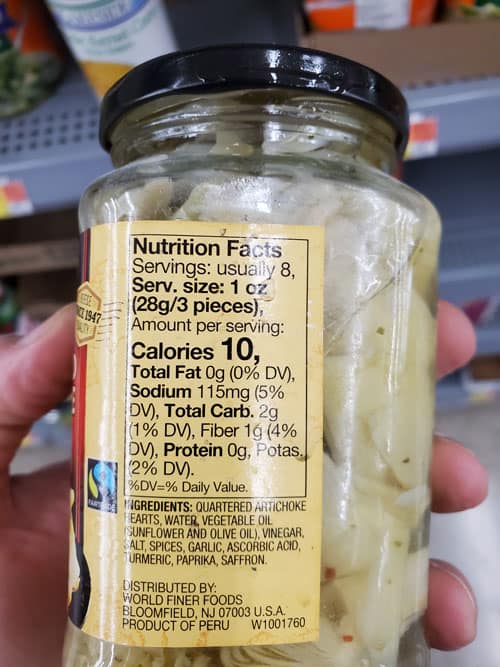 Nutrition Facts
Servings: usually 8,
Serv. size: 1 oz
(28g/3 pieces),
Amount per serving:
Calories 10,
Total Fat 0g (0% DV),
Sodium 115mg (5%
DV), Total Carb. 2g
(1% DV), Fiber 1g (4%
DV), Protein 0g, Potas.
(2% DV).
%DV=% Daily Value.
INGREDIENTS: QUARTERED ARTICHOKE
HEARTS, WATER, VEGETABLE OIL
(SUNFLOWER AND OLIVE OIL), VINEGAR,
SALT, SPICES, GARLIC, ASCORBIC ACID,
TURMERIC, PAPRIKA, SAFFRON.
DISTRIBUTED BY:
WORLD FINER FOODS
BLOOMFIELD, NJ 07003 U.S.A.
PRODUCT OF PERU W1001760
1947